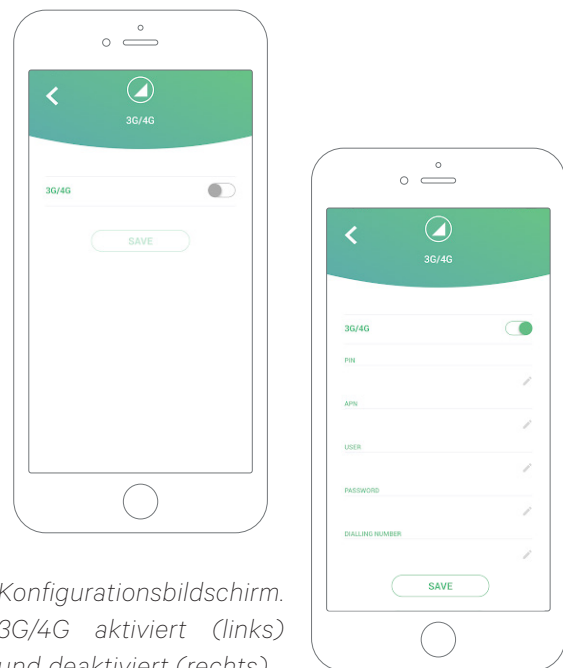 3G/4G
3G/4G
SAVE
3G/4G
3G/4G
PIN
APN
USER
PASSWORD
DIALLING NUMBER
SAVE
Konfigurationsbildschirm.
3G/4G aktiviert (links)
und deaktiviert (rechts)